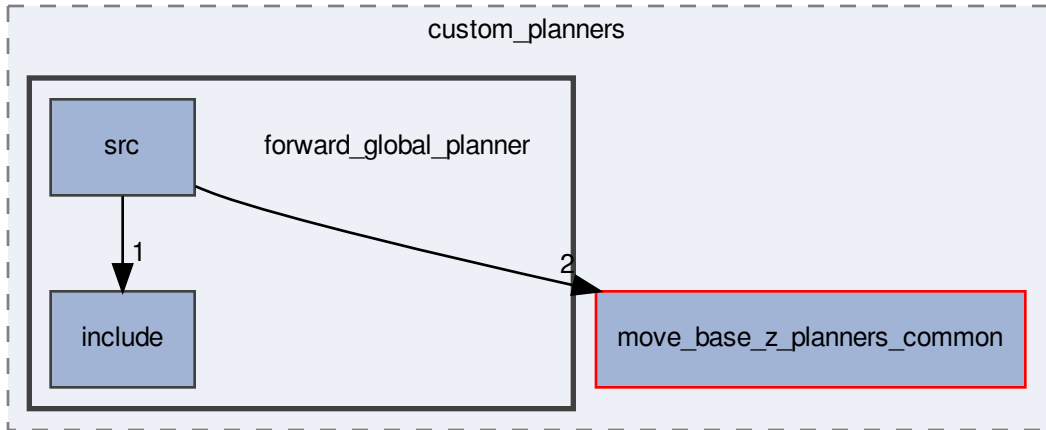 custom_planners
src
forward_global_planner
1
2
include
move_base_z_planners_common